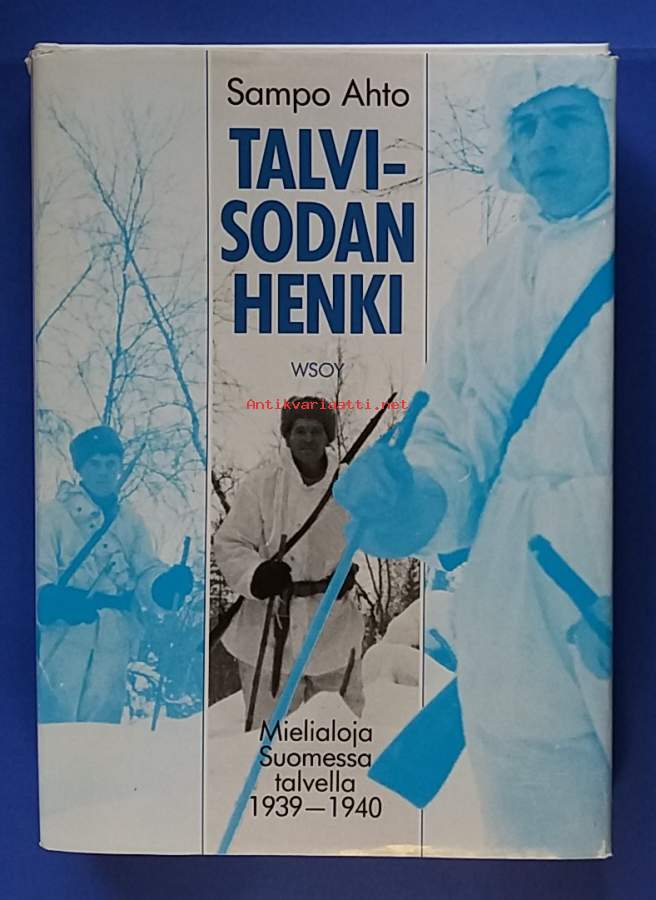 Sampo Ahto
TALVI-
SODAN
HENKI
WSOY
Antikvariaatti.net
Mielialoja
Suomessa
talvella
1939—1940